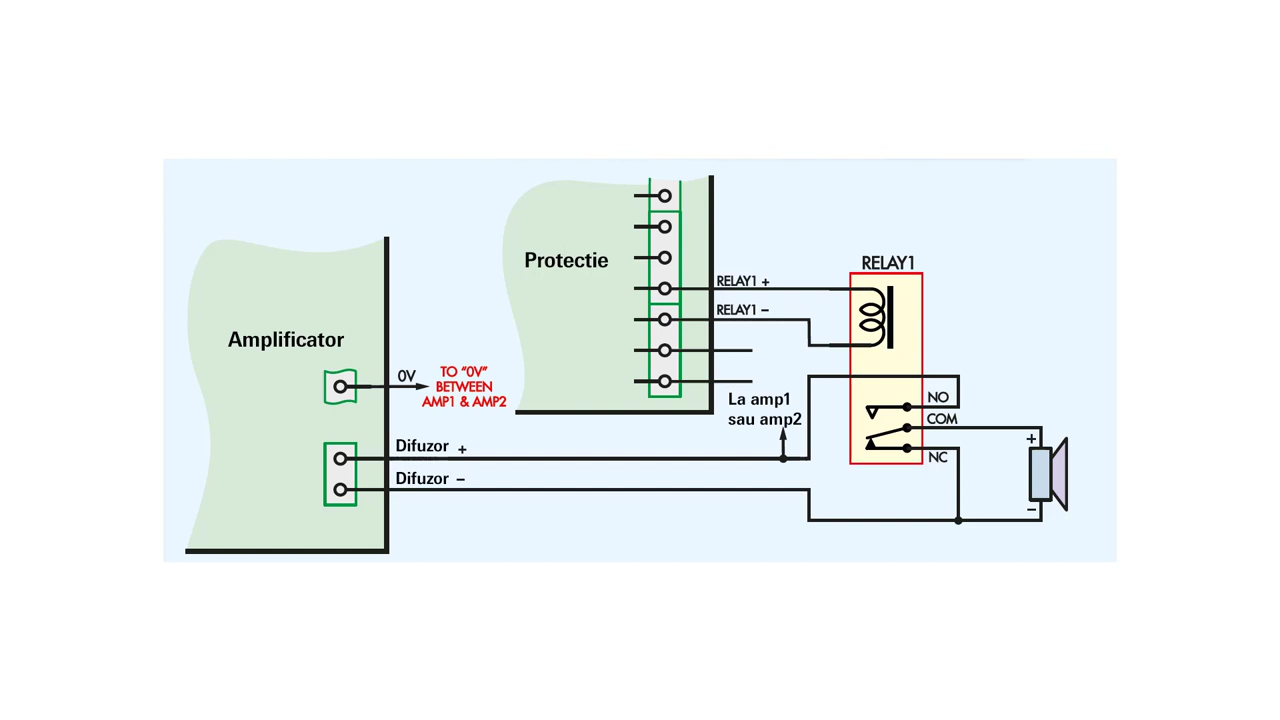 RELAY1
Protectie
RELAY1 +
RELAY1 –
Amplificator
0V
TO "0V"
BETWEEN
AMP1 & AMP2
La amp1
sau amp2
NO
COM
NC
Difuzor +
Difuzor –
+
–